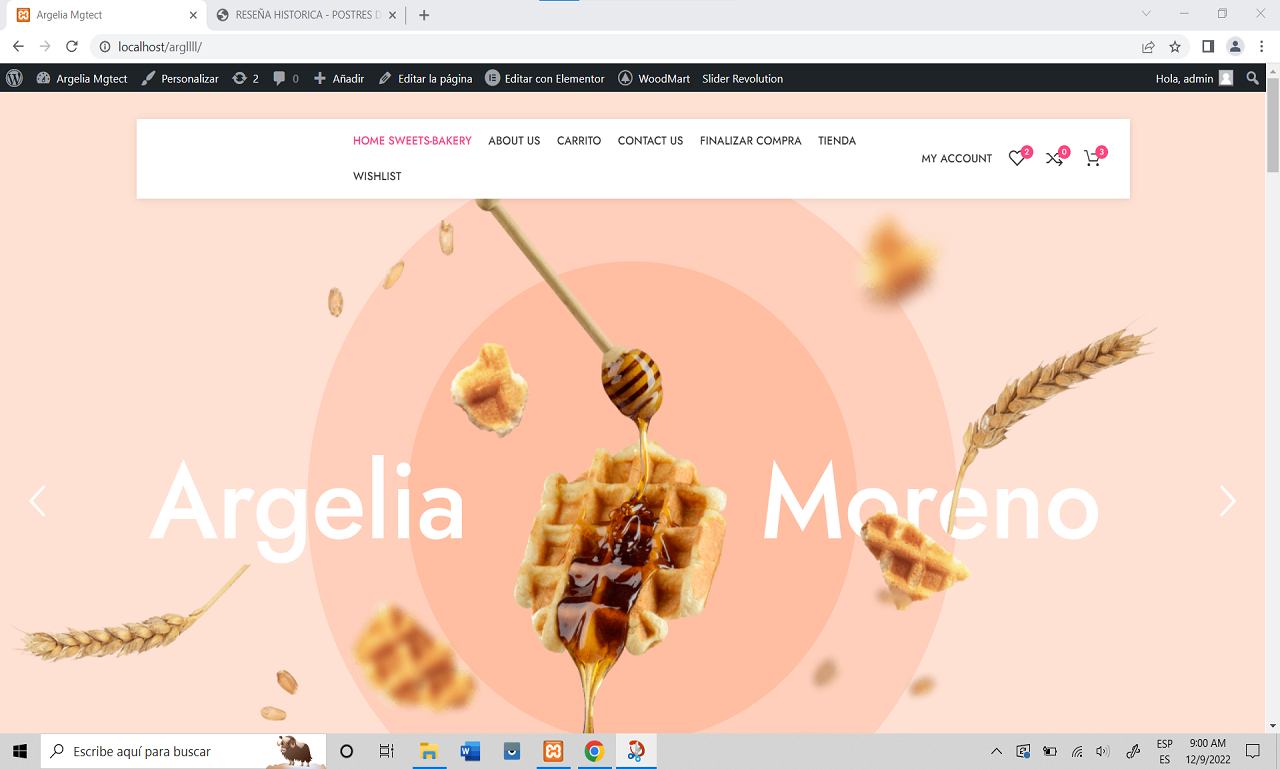 Argelia Mgtect
RESEÑA HISTORICA - POSTRES D
localhost/argllll/
Argelia Mgtect Personalizar 2 0 Añadir Editar la página Editar con Elementor WoodMart Slider Revolution Hola, admin
HOME SWEETS-BAKERY ABOUT US CARRITO CONTACT US FINALIZAR COMPRA TIENDA
WISHLIST
MY ACCOUNT 2 0 3
Argelia Moreno
Escribe aquí para buscar
ESP
ES
9:00 AM
12/9/2022